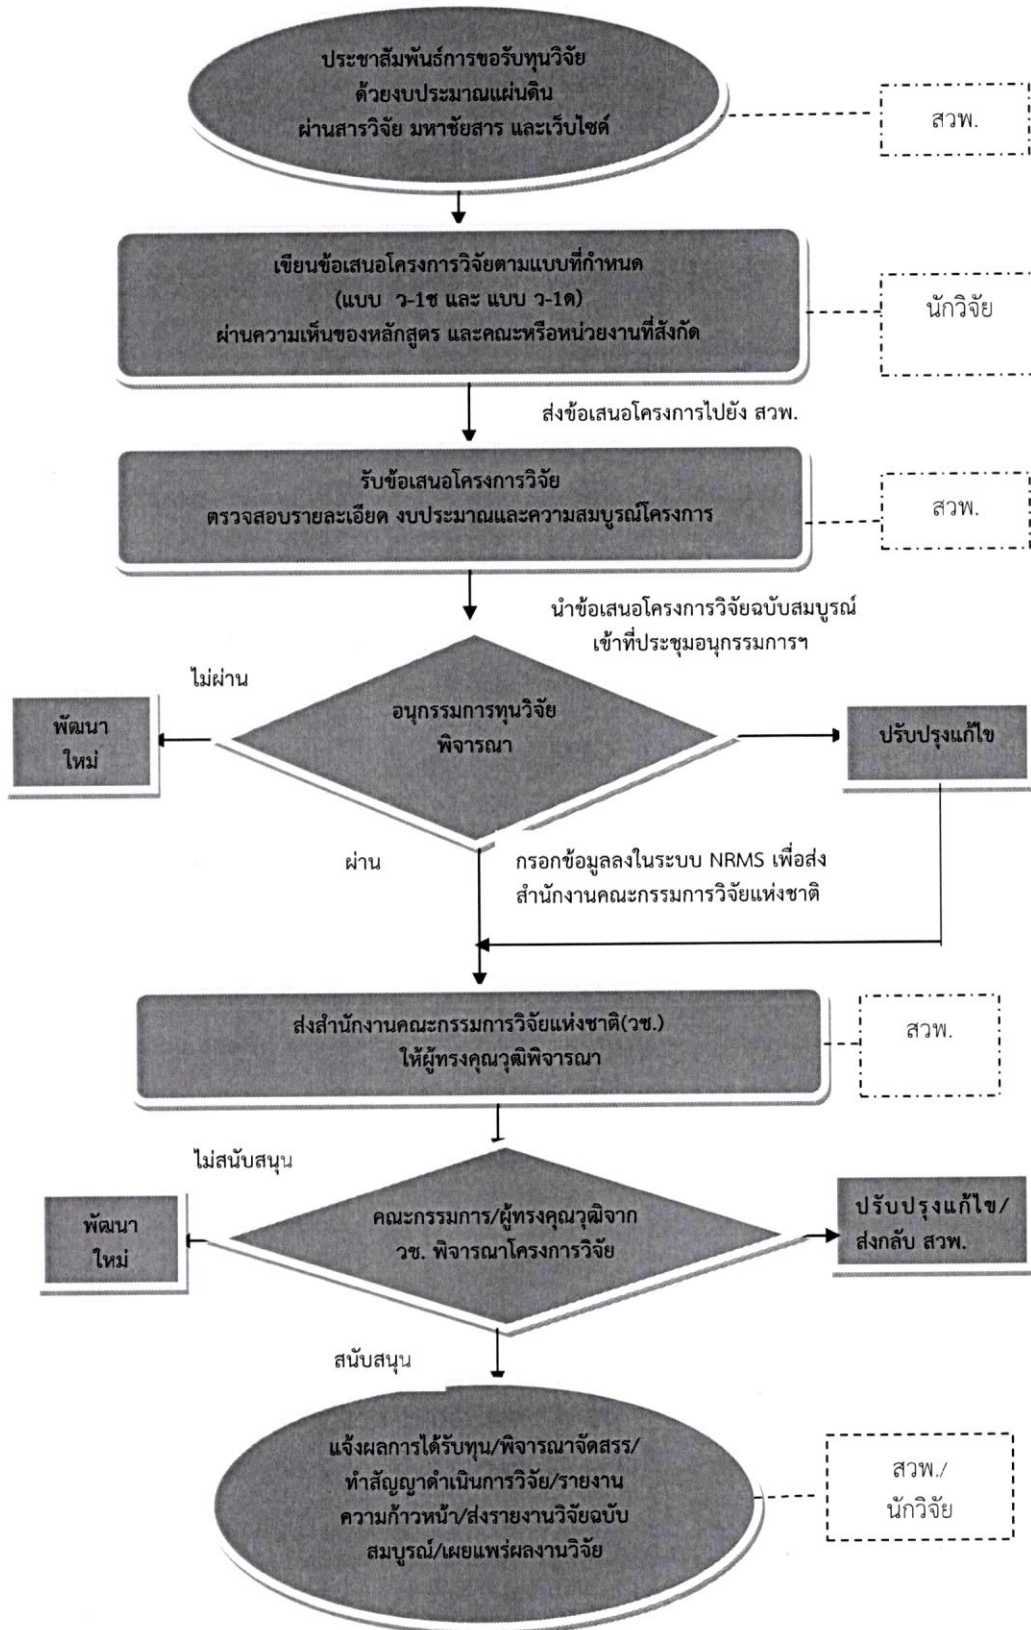 ประชาสัมพันธ์การขอรับทุนวิจัย
ด้วยงบประมาณแผ่นดิน
ผ่านสารวิจัย มหาชัยสาร และเว็บไซต์
สวพ.
เขียนข้อเสนอโครงการวิจัยตามแบบที่กำหนด
(แบบ ว-1ช และ แบบ ว-1ด)
ผ่านความเห็นของหลักสูตร และคณะหรือหน่วยงานที่สังกัด
นักวิจัย
ส่งข้อเสนอโครงการไปยัง สวพ.
รับข้อเสนอโครงการวิจัย
ตรวจสอบรายละเอียด งบประมาณและความสมบูรณ์โครงการ
สวพ.
นำข้อเสนอโครงการวิจัยฉบับสมบูรณ์
เข้าที่ประชุมอนุกรรมการฯ
ไม่ผ่าน
อนุกรรมการทุนวิจัย
พิจารณา
พัฒนา
ใหม่
ปรับปรุงแก้ไข
ผ่าน
กรอกข้อมูลลงในระบบ NRMS เพื่อส่ง
สำนักงานคณะกรรมการวิจัยแห่งชาติ
ส่งสำนักงานคณะกรรมการวิจัยแห่งชาติ(วช.)
ให้ผู้ทรงคุณวุฒิพิจารณา
สวพ.
ไม่สนับสนุน
คณะกรรมการ/ผู้ทรงคุณวุฒิจาก
วช. พิจารณาโครงการวิจัย
พัฒนา
ใหม่
ปรับปรุงแก้ไข/
ส่งกลับ สวพ.
สนับสนุน
แจ้งผลการได้รับทุน/พิจารณาจัดสรร/
ทำสัญญาดำเนินการวิจัย/รายงาน
ความก้าวหน้า/ส่งรายงานวิจัยฉบับ
สมบูรณ์/เผยแพร่ผลงานวิจัย
สวพ./
นักวิจัย